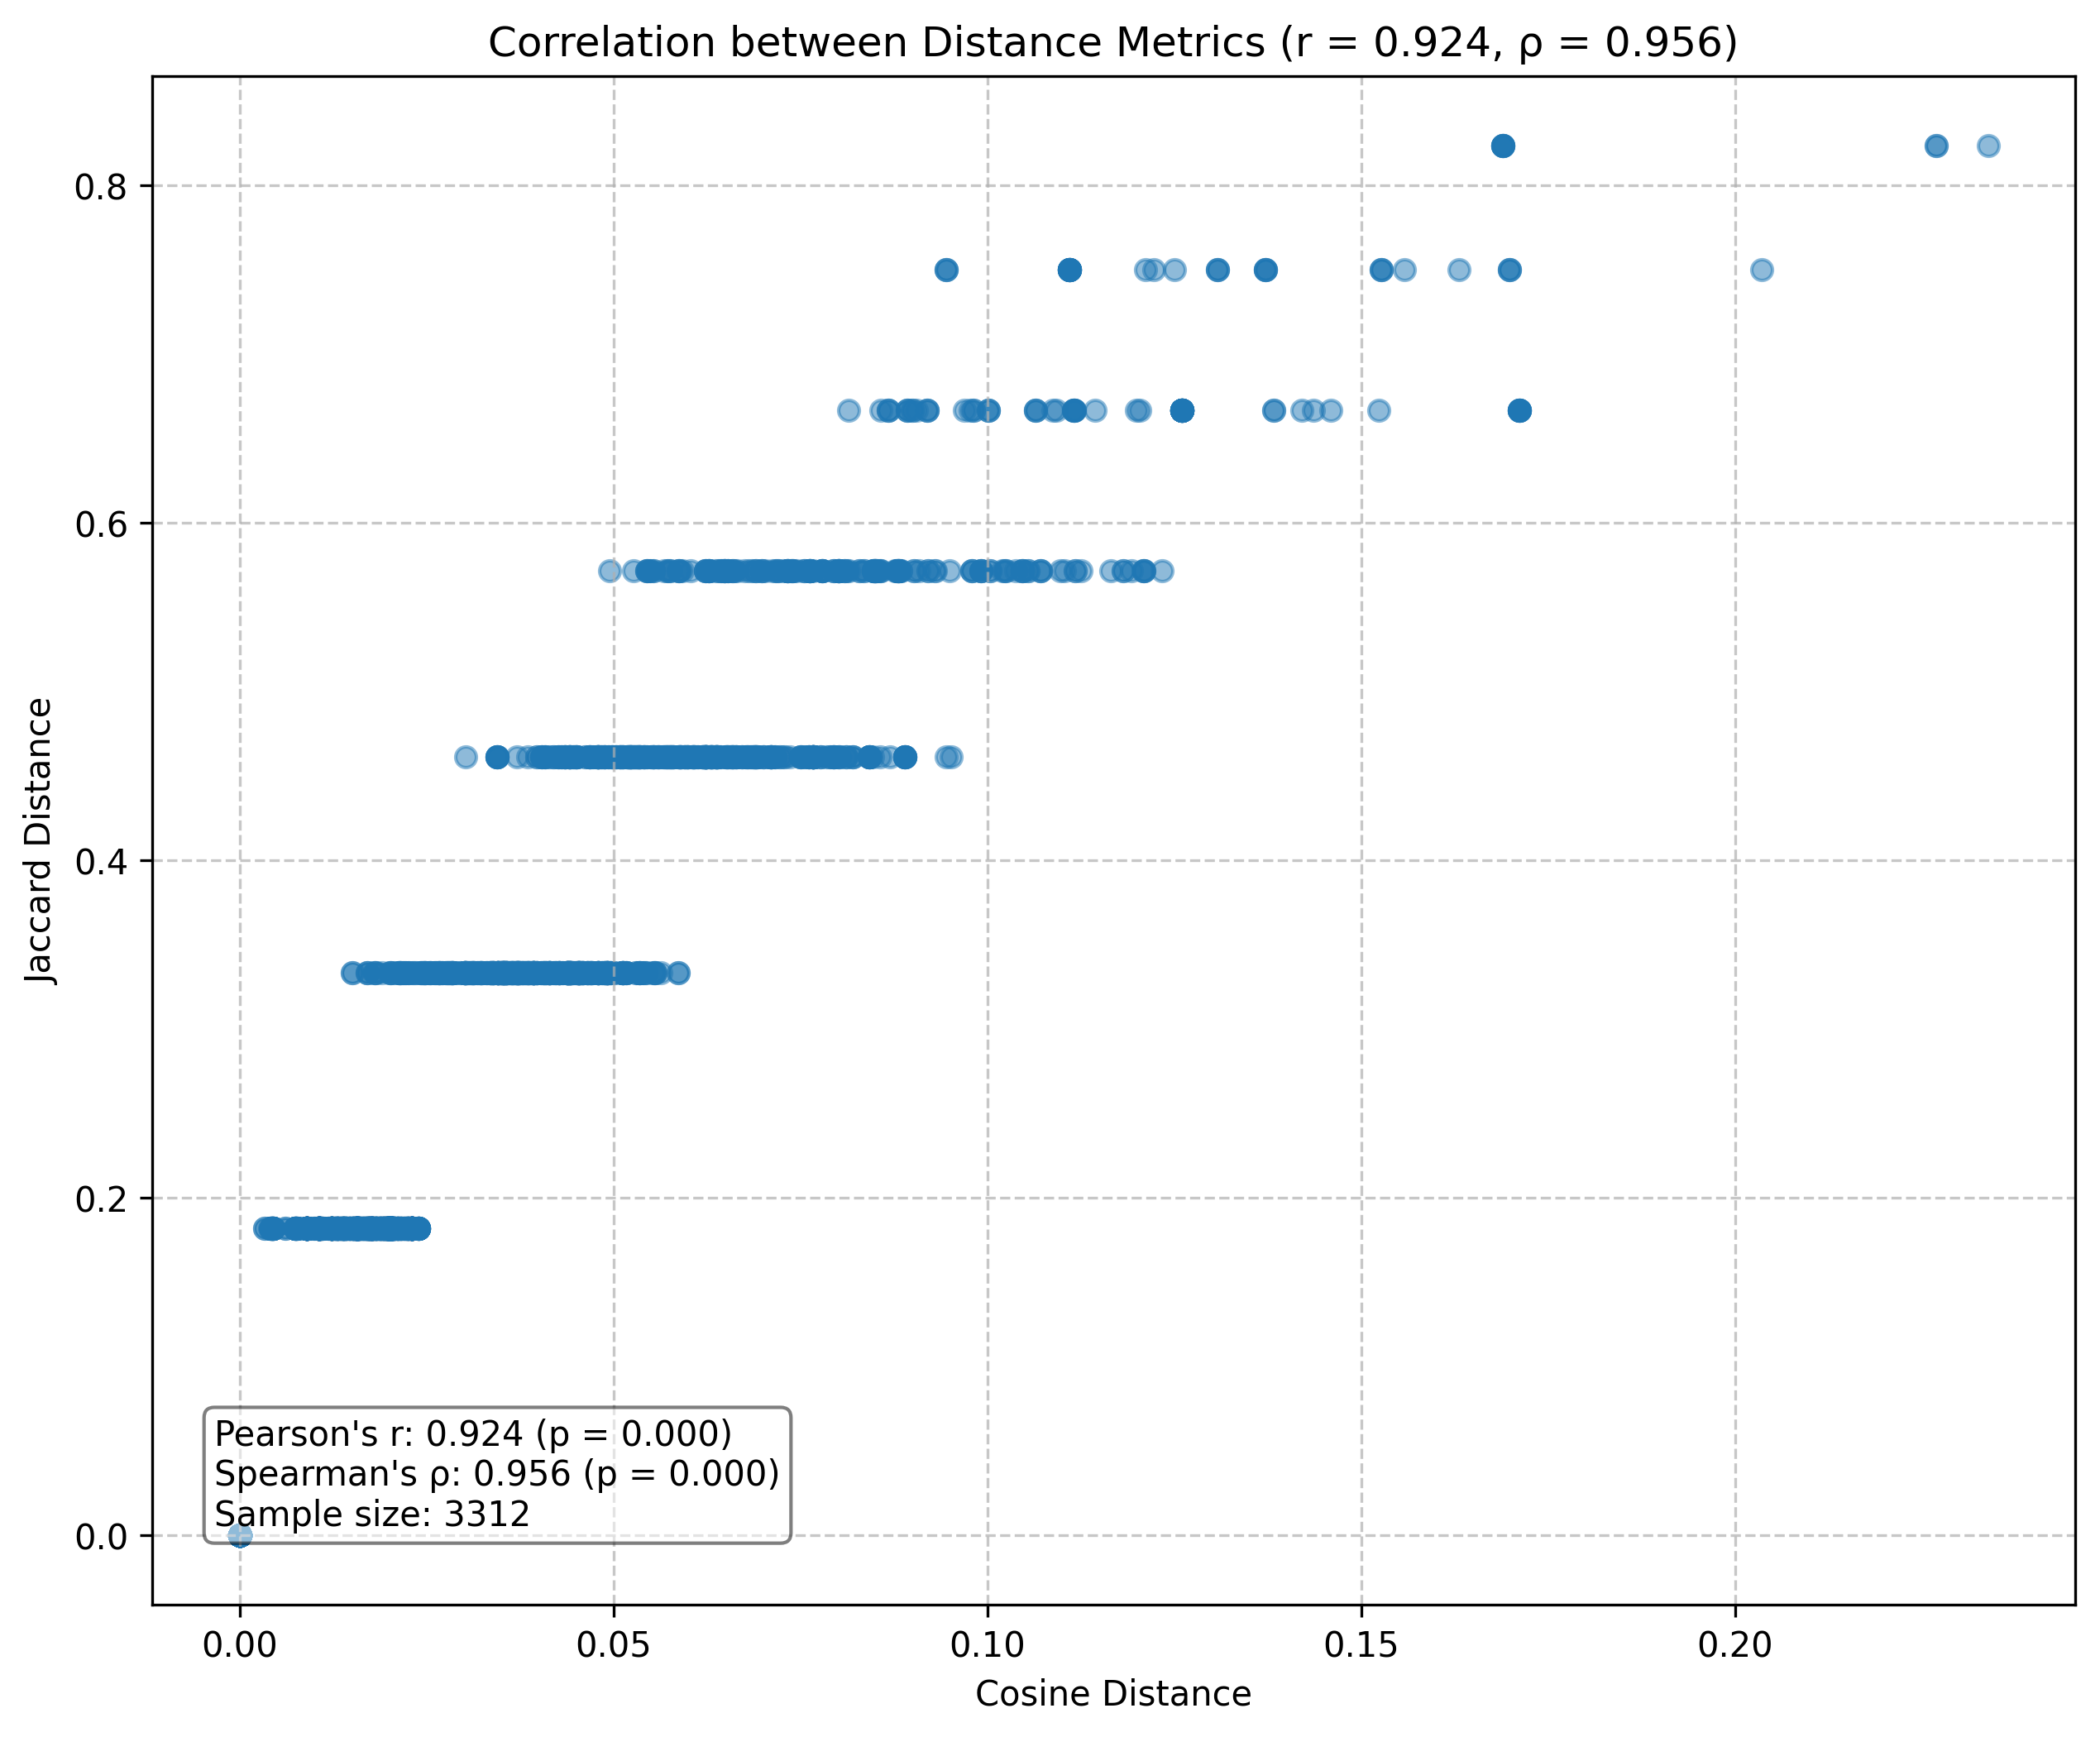 Correlation between Distance Metrics (r = 0.924, ρ = 0.956)
Jaccard Distance
0.8
0.6
0.4
0.2
0.0
Pearson's r: 0.924 (p = 0.000)
Spearman's ρ: 0.956 (p = 0.000)
Sample size: 3312
0.00
0.05
0.10
0.15
0.20
Cosine Distance